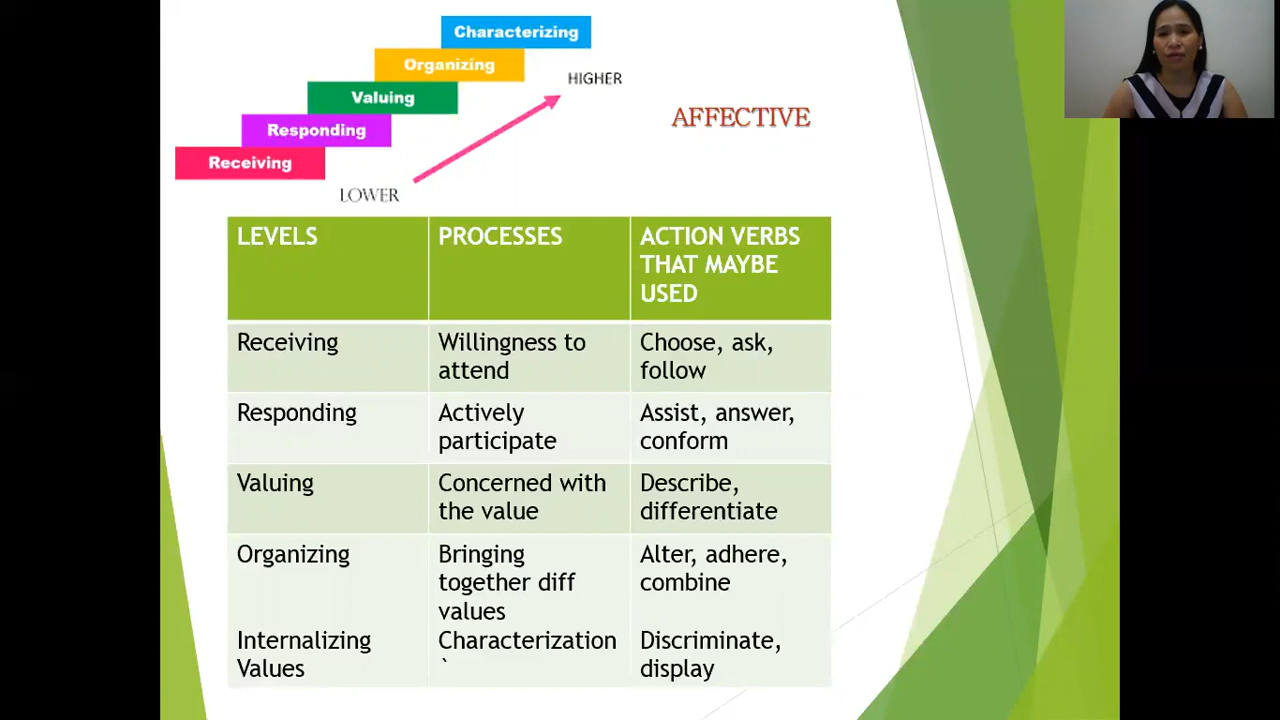 Characterizing
Organizing
HIGHER
Valuing
AFFECTIVE
Responding
Receiving
LOWER
LEVELS
PROCESSES
ACTION VERBS
THAT MAYBE
USED
Receiving
Willingness to
attend
Choose, ask,
follow
Responding
Actively
participate
Assist, answer,
conform
Valuing
Concerned with
the value
Describe,
differentiate
Organizing
Bringing
together diff
values
Alter, adhere,
combine
Internalizing
Values
Characterization
`
Discriminate,
display